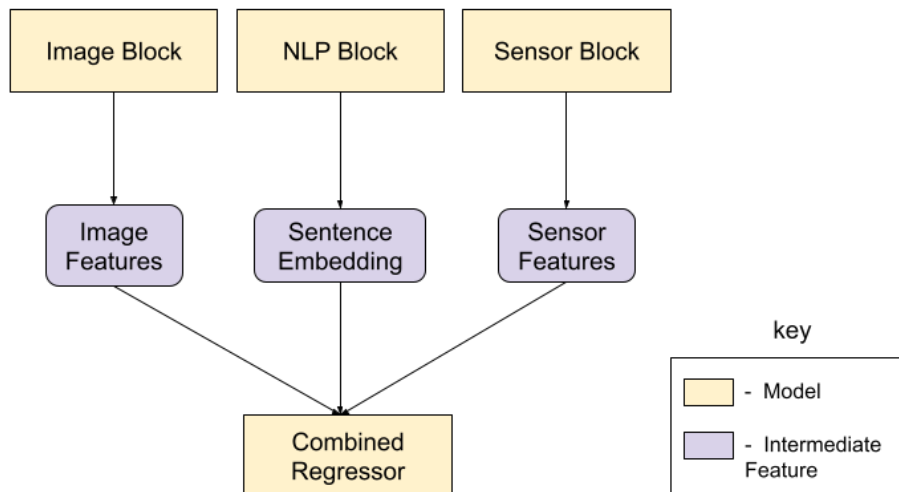 Image Block
NLP Block
Sensor Block
Image
Features
Sentence
Embedding
Sensor
Features
Combined
Regressor
key
- Model
- Intermediate
Feature